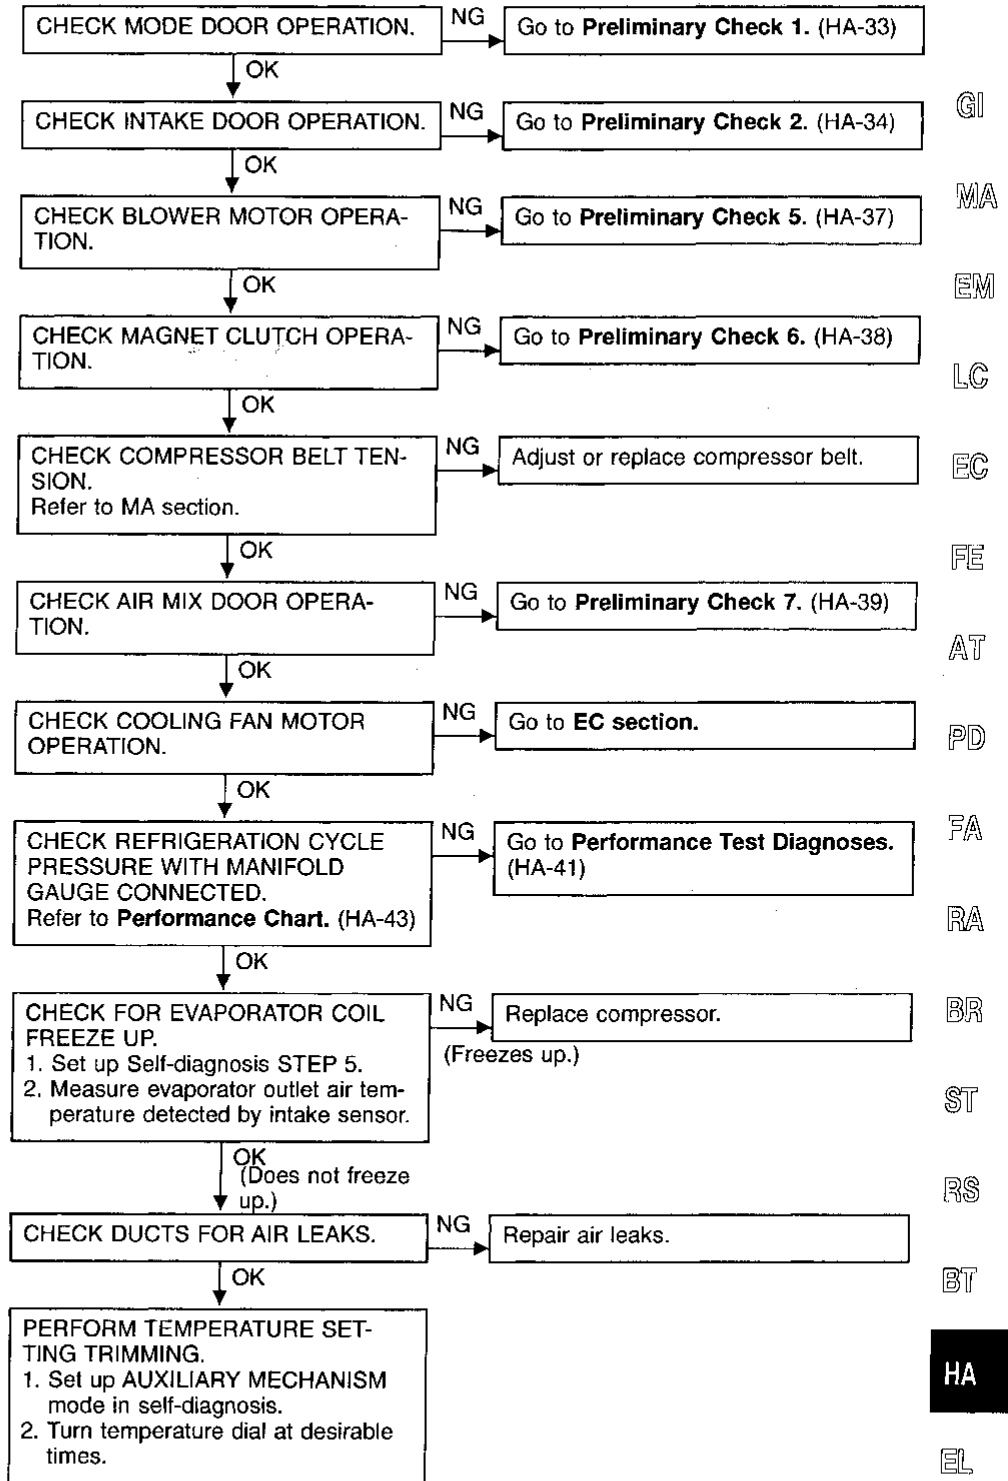 CHECK MODE DOOR OPERATION.
NG
Go to Preliminary Check 1. (HA-33)
OK
CHECK INTAKE DOOR OPERATION.
NG
Go to Preliminary Check 2. (HA-34)
OK
CHECK BLOWER MOTOR OPERA-
TION.
NG
Go to Preliminary Check 5. (HA-37)
OK
CHECK MAGNET CLUTCH OPERA-
TION.
NG
Go to Preliminary Check 6. (HA-38)
OK
CHECK COMPRESSOR BELT TEN-
SION.
Refer to MA section.
NG
Adjust or replace compressor belt.
OK
CHECK AIR MIX DOOR OPERA-
TION.
NG
Go to Preliminary Check 7. (HA-39)
OK
CHECK COOLING FAN MOTOR
OPERATION.
NG
Go to EC section.
OK
CHECK REFRIGERATION CYCLE
PRESSURE WITH MANIFOLD
GAUGE CONNECTED.
Refer to Performance Chart. (HA-43)
NG
Go to Performance Test Diagnoses.
(HA-41)
OK
CHECK FOR EVAPORATOR COIL
FREEZE UP.
1. Set up Self-diagnosis STEP 5.
2. Measure evaporator outlet air tem-
perature detected by intake sensor.
NG
Replace compressor.
(Freezes up.)
OK
(Does not freeze
up.)
CHECK DUCTS FOR AIR LEAKS.
NG
Repair air leaks.
OK
PERFORM TEMPERATURE SET-
TING TRIMMING.
1. Set up AUXILIARY MECHANISM
mode in self-diagnosis.
2. Turn temperature dial at desirable
times.
GI
MA
EM
LC
EC
FE
AT
PD
FA
RA
BR
ST
RS
BT
HA
EL